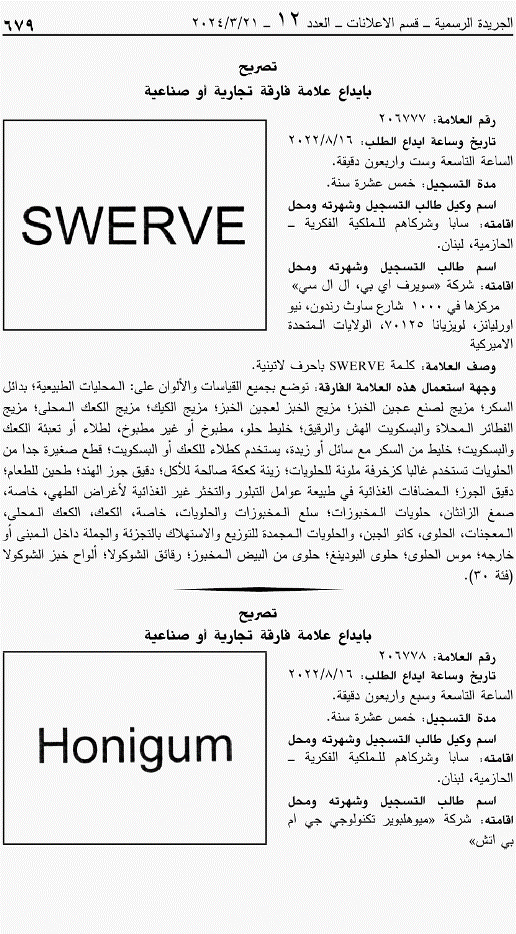 الجريدة الرسمية ــ قسم الاعلانات ــ العدد ١٢ ــ ٢٠٢٤/٣/٢١
٦٧٩
تصريح
بايداع علامة فارقة تجارية او صناعية
SWERVE
رقم العلامة: ٢٠٦٧٧٧
تاريخ وساعة ايداع الطلب: ٢٠٢٢/٨/١٦
الساعة التاسعة وست واربعون دقيقة.
مدة التسجيل: خمس عشرة سنة.
اسم وكيل طالب التسجيل وشهرته ومحل
اقامته: سابا وشركاهم للملكية الفكرية ــ
الحازمية، لبنان.
اسم طالب التسجيل وشهرته ومحل
اقامته: شركة «سويرف اي بي، ال ال سي»
مركزها في ١٠٠٠ شارع ساوث رندون، نيو
اورليانز، لويزيانا ٧٠١٢٥، الولايات المتحدة
الاميركية
وصف العلامة: كلمة SWERVE باحرف لاتينية.
وجهة استعمال هذه العلامة الفارقة: توضع بجميع القياسات والألوان على: المحليات الطبيعية؛ بدائل
السكر؛ مزيج لصنع عجين الخبز؛ مزيج الخبز لعجين الخبز؛ مزيج الكيك؛ مزيج الكعك المحلى؛ مزيج
الفطائر المحلاة والبسكويت الهش والرقيق؛ خليط حلو، مطبوخ أو غير مطبوخ، لطلاء أو تعبئة الكعك
والبسكويت؛ خليط من السكر مع سائل أو زبدة، يستخدم كطلاء للكعك أو البسكويت؛ قطع صغيرة جدا من
الحلويات تستخدم غالبا كزخرفة ملونة للحلويات؛ زينة كعكة صالحة للأكل؛ دقيق جوز الهند؛ طحين للطعام؛
دقيق الجوز؛ المضافات الغذائية في طبيعة عوامل التبلور والتخثر غير الغذائية لأغراض الطهي، خاصة،
صمغ الزانثان، حلويات المخبوزات؛ سلع المخبوزات والحلويات، خاصة، الكعك، الكعك المحلى،
المعجنات، الحلوى، كاتو الجبن، والحلويات المجمدة للتوزيع والاستهلاك بالتجزئة والجملة داخل المبنى أو
خارجه؛ موس الحلوى؛ حلوى البودينغ؛ حلوى من البيض المخبوز؛ رقائق الشوكولا؛ ألواح خبز الشوكولا
(فئة ٣٠).
تصريح
بايداع علامة فارقة تجارية او صناعية
Honigum
رقم العلامة: ٢٠٦٧٧٨
تاريخ وساعة ايداع الطلب: ٢٠٢٢/٨/١٦
الساعة التاسعة وسبع واربعون دقيقة.
مدة التسجيل: خمس عشرة سنة.
اسم وكيل طالب التسجيل وشهرته ومحل
اقامته: سابا وشركاهم للملكية الفكرية ــ
الحازمية، لبنان.
اسم طالب التسجيل وشهرته ومحل
اقامته: شركة «ميوهلبوير تكنولوجي جي ام
بي اتش»